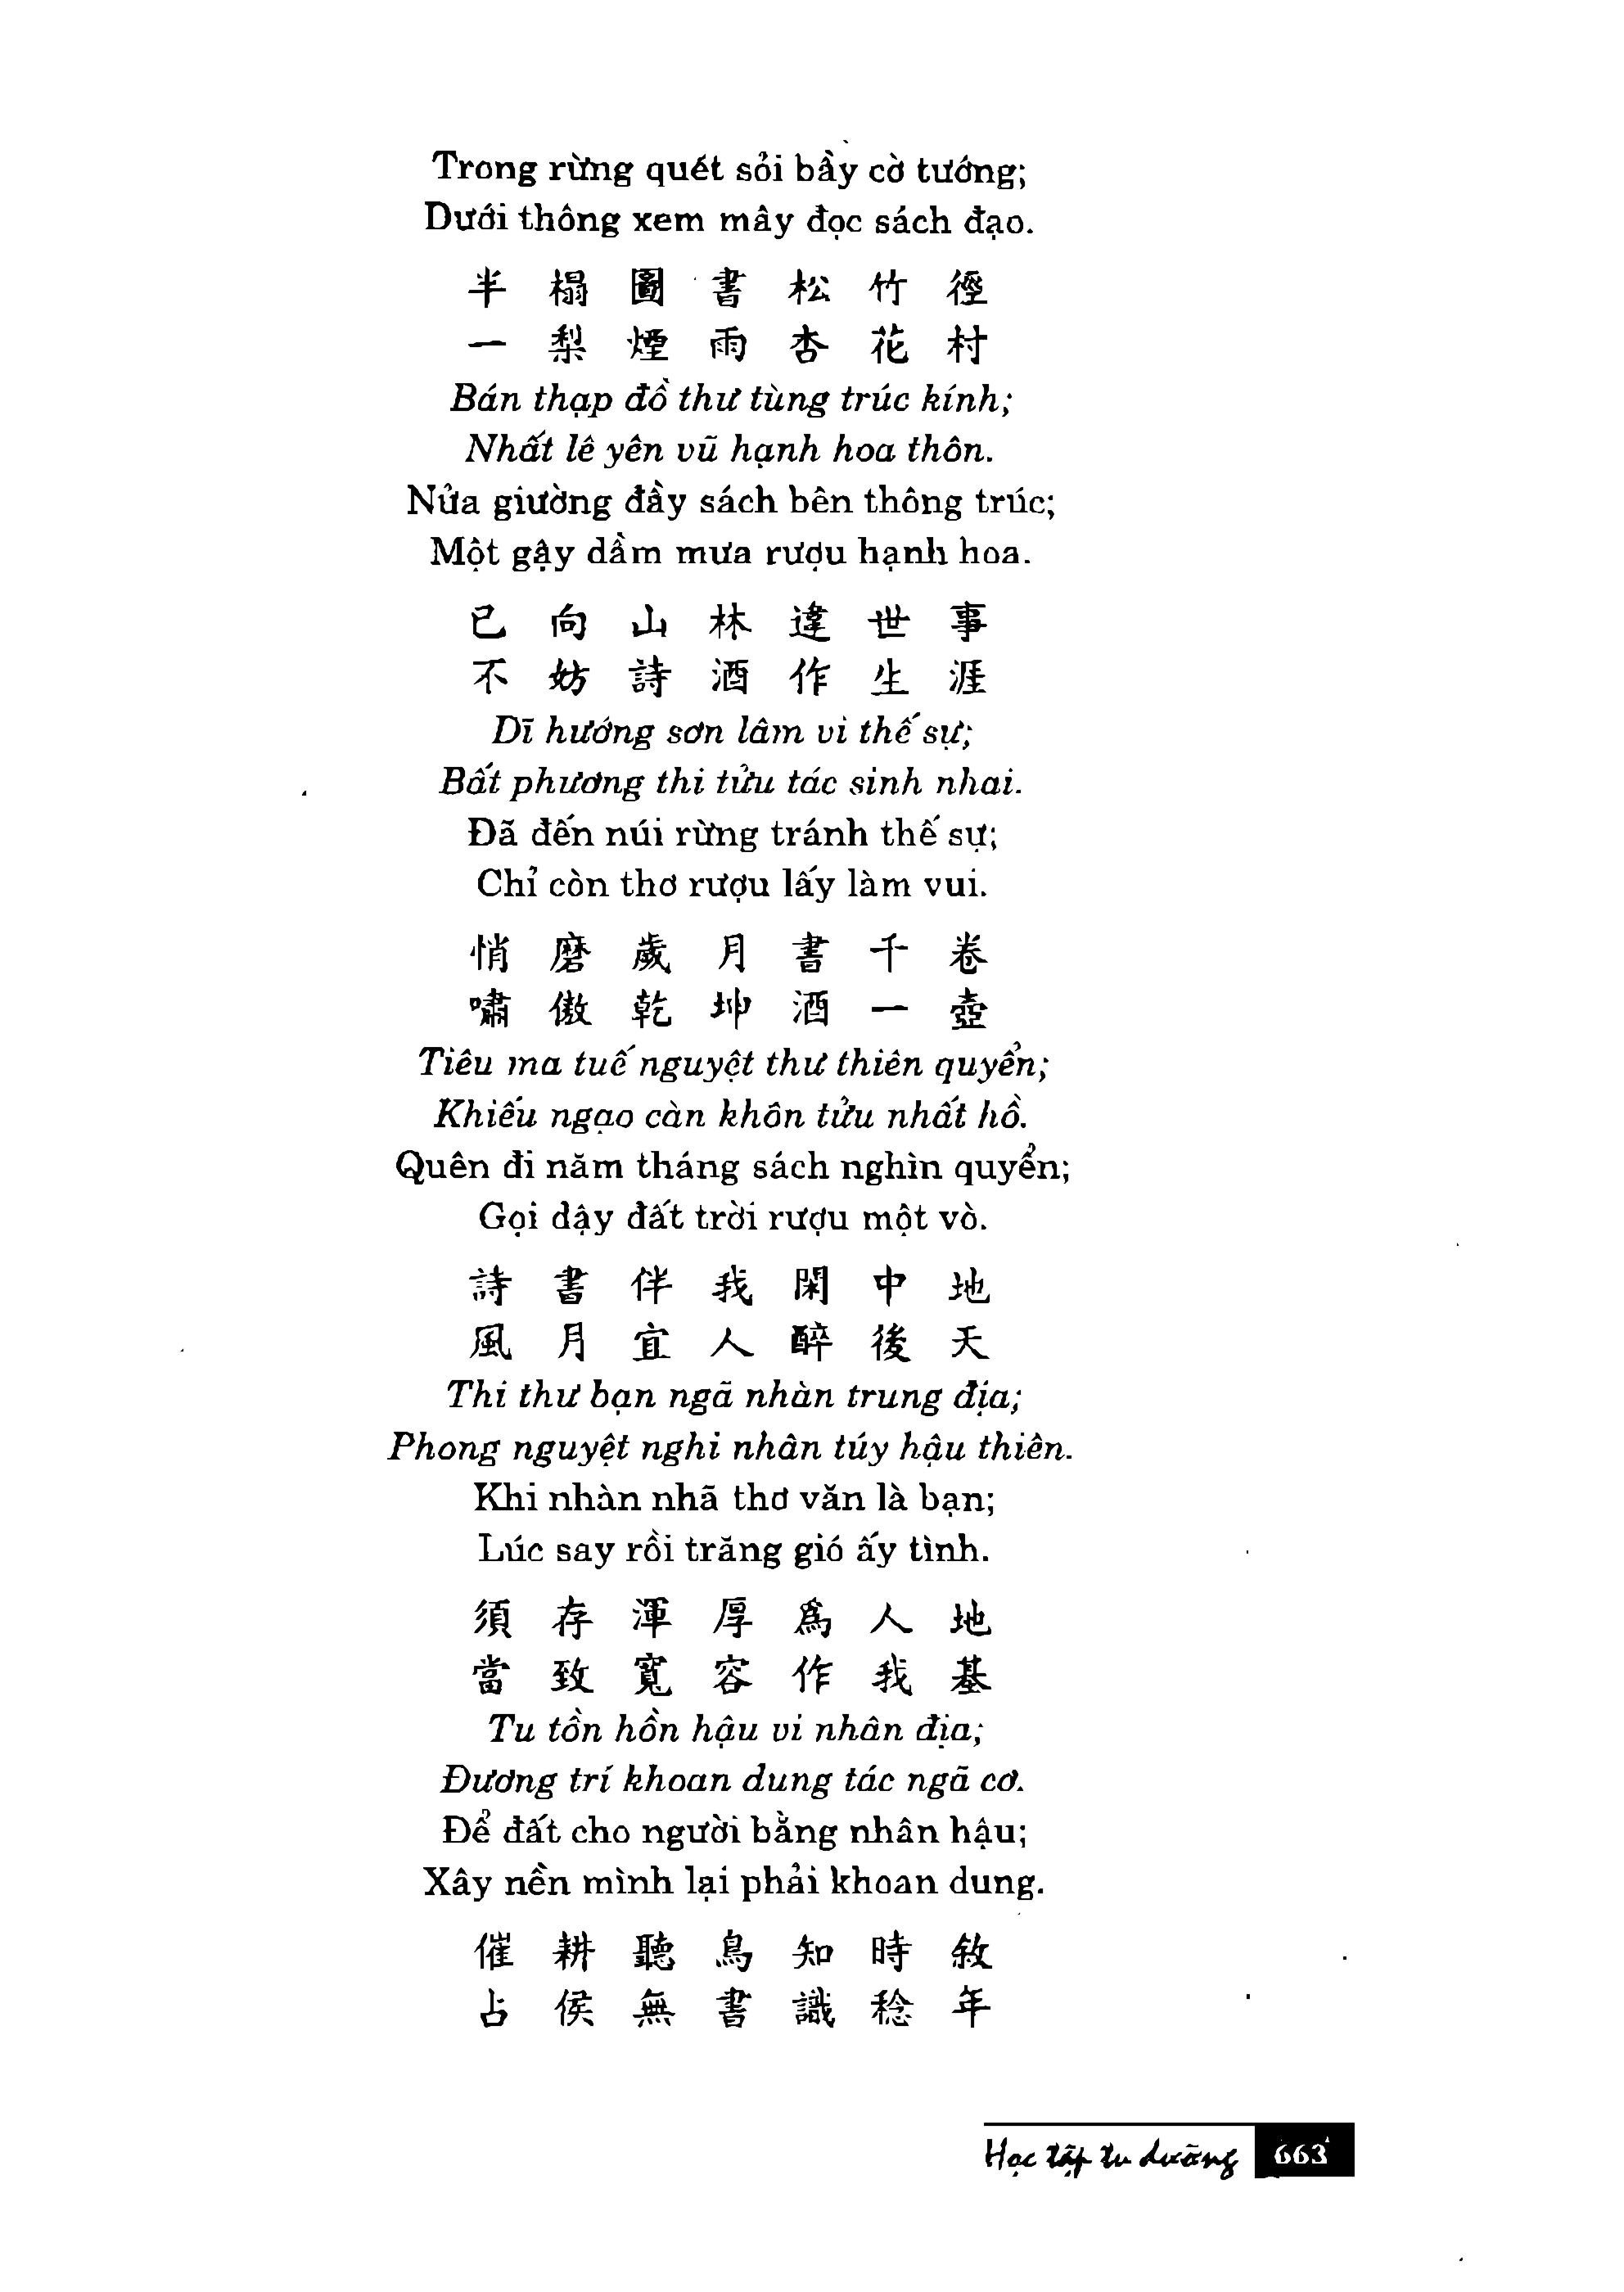 Trong rừng quét sỏi bầy cờ tướng;
Dưới thông xem mây đọc sách đạo.
半 榻 圖 書 松 竹 徑
一 梨 煙 雨 杏 花 村
Bán thạp đồ thư tùng trúc kính;
Nhất lê yên vũ hạnh hoa thôn.
Nửa giường đầy sách bên thông trúc;
Một gậy dầm mưa rượu hạnh hoa.
已 向 山 林 違 世 事
不 妨 詩 酒 作 生 涯
Dĩ hướng sơn lâm vi thế sự;
Bất phương thi tửu tác sinh nhai.
Đã đến núi rừng tránh thế sự;
Chỉ còn thơ rượu lấy làm vui.
悄 磨 歲 月 書 千 卷
嘯 傲 乾 坤 酒 一 壺
Tiêu ma tuế nguyệt thư thiên quyển;
Khiếu ngạo càn khôn tửu nhất hồ.
Quên đi năm tháng sách nghìn quyển;
Gọi dậy đất trời rượu một vò.
詩 書 伴 我 閑 中 地
風 月 宜 人 醉 後 天
Thi thư bạn ngã nhàn trung địa;
Phong nguyệt nghi nhân túy hậu thiên.
Khi nhàn nhã thơ văn là bạn;
Lúc say rồi trăng gió ấy tình.
須 存 渾 厚 爲 人 地
當 致 寬 容 作 我 基
Tu tồn hồn hậu vi nhân địa;
Đương trí khoan dung tác ngã cơ.
Để đất cho người bằng nhân hậu;
Xây nền mình lại phải khoan dung.
催 耕 聽 鳥 知 時 敘
占 侯 無 書 識 稔 年
Học tập tu dưỡng 663